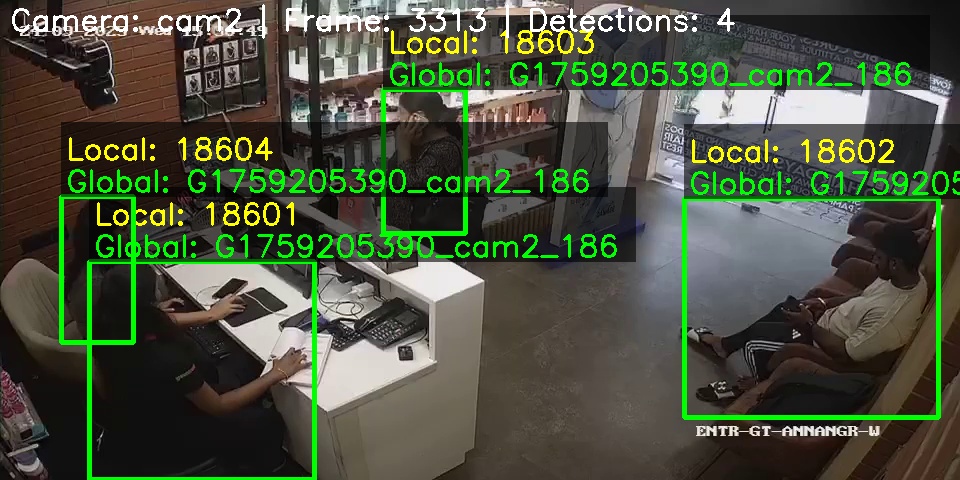 Camera: cam2 | Frame: 3313 | Detections: 4
Local: 18603
Global: G1759205390_cam2_186
Local: 18604
Global: G1759205390_cam2_186
Local: 18602
Global: G1759205
Local: 18601
Global: G1759205390_cam2_186
ENTR-GT-ANNANGR-W